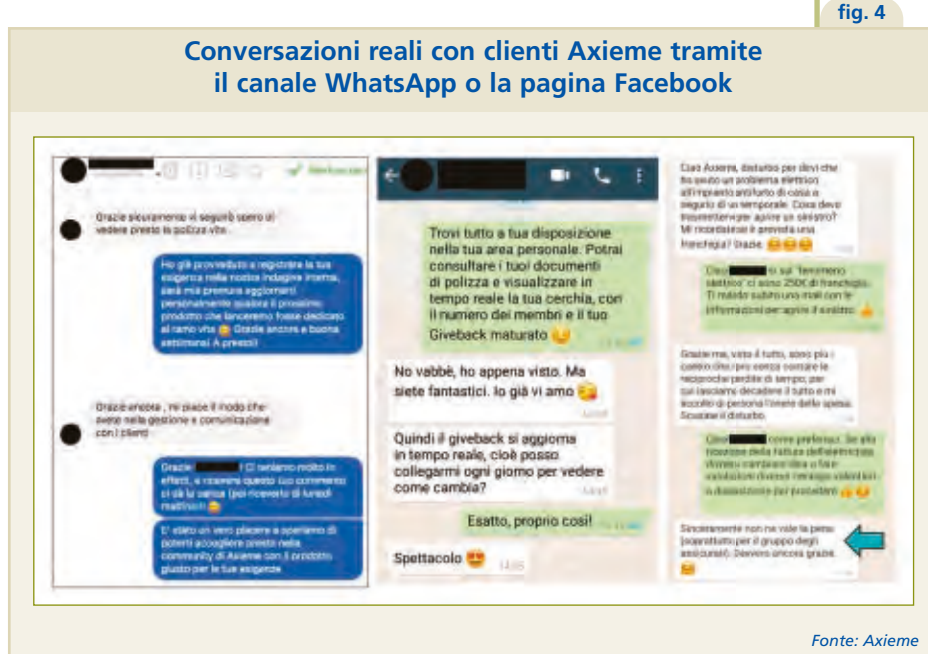 fig. 4
Conversazioni reali con clienti Axieme tramite
il canale WhatsApp o la pagina Facebook
Grazie sicuramente vi seguirò spero di
vedere presto la polizza vita
Ho già provveduto a registrare la tua
esigenza nella nostra indagine interna,
sarà mia premura aggiornarti
personalmente qualora il prossimo
prodotto che lanceremo fosse dedicato
al ramo vita Grazie ancora e buona
settimana! A presto!!
Grazie ancora , mi piace il modo che
avete nella gestione e comunicazione
con i clienti
Grazie ! Ci teniamo molto in
effetti, e ricevere questo tuo commento
ci dà la carica (poi riceverlo di lunedì
mattina!!!
E' stato un vero piacere e speriamo di
poterti accogliere presto nella
community di Axieme con il prodotto
giusto per le tue esigenze
Trovi tutto a tua disposizione
nella tua area personale. Potrai
consultare i tuoi documenti
di polizza e visualizzare in
tempo reale la tua cerchia, con
il numero dei membri e il tuo
Giveback maturato
No vabbè, ho appena visto. Ma
siete fantastici. Io già vi amo
Quindi il giveback si aggiorna
in tempo reale, cioè posso
collegarmi ogni giorno per vedere
come cambia?
Esatto, proprio così!
Spettacolo
Ciao Axieme, disturbo per dirvi che
ho avuto un problema elettrico
all'impianto antifurto di casa a
seguito di un temporale. Cosa devo
trasmettervi per aprire un sinistro?
Mi ricordate se è prevista una
franchigia? Grazie.
Ciao si sul "fenomeno
elettrico" ci sono 250€ di franchigia.
Ti mando subito una mail con le
informazioni per aprire il sinistro.
Grazie ma, visto il tutto, sono più i
contro che i pro senza contare le
reciproche perdite di tempo, per
cui lasciamo decadere il tutto e mi
accollo di persona l'onere della spesa.
Scusate il disturbo.
Ciao come preferisci. Se alla
ricezione della fattura dell'elettricista
dovessi cambiare idea o fare
valutazioni diverse rimango volentieri
a disposizione per procedere
Sinceramente non ne vale la pena
(soprattutto per il gruppo degli
assicurati). Davvero ancora grazie.
Fonte: Axieme